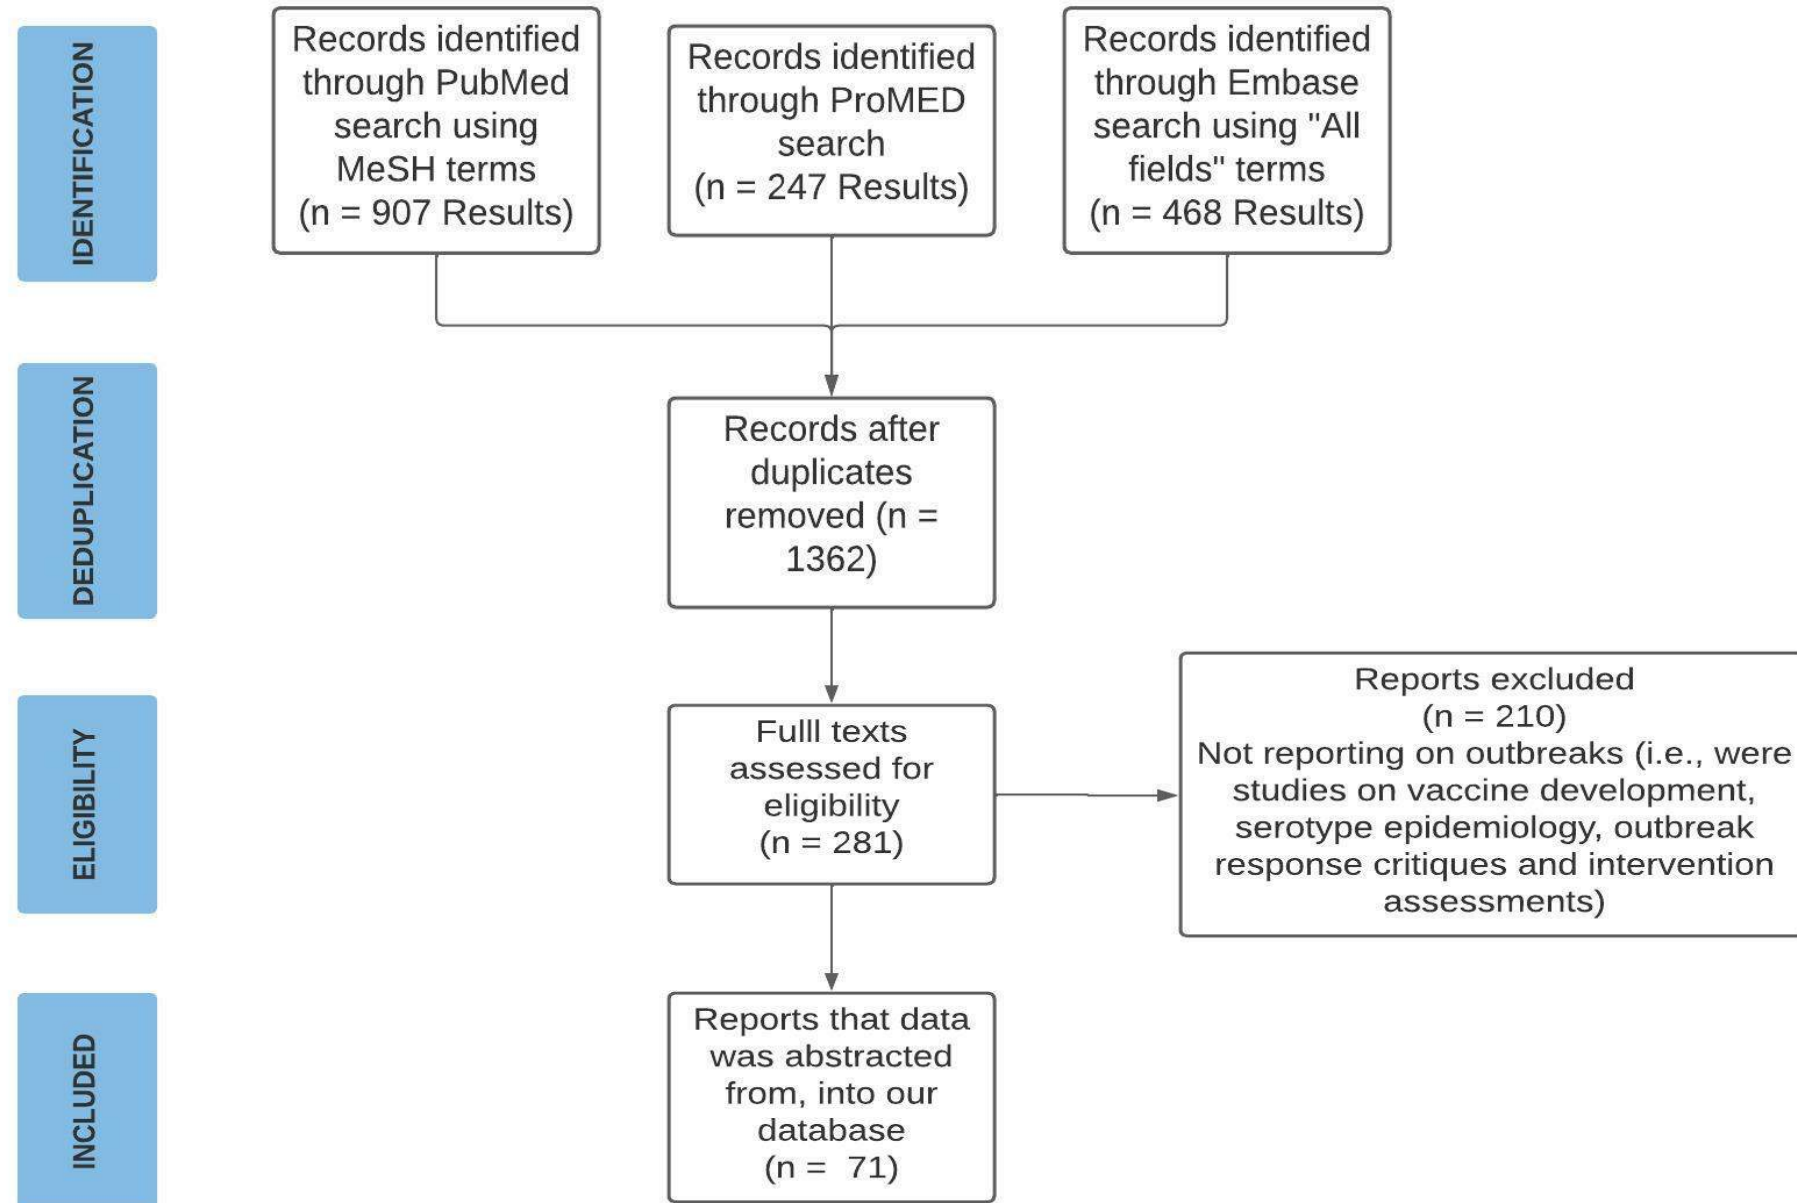 IDENTIFICATION
Records identified
through PubMed
search using
MeSH terms
(n = 907 Results)
Records identified
through ProMED
search
(n = 247 Results)
Records identified
through Embase
search using "All
fields" terms
(n = 468 Results)
DEDUPLICATION
Records after
duplicates
removed (n =
1362)
ELIGIBILITY
Fulll texts
assessed for
eligibility
(n = 281)
Reports excluded
(n = 210)
Not reporting on outbreaks (i.e., were
studies on vaccine development,
serotype epidemiology, outbreak
response critiques and intervention
assessments)
INCLUDED
Reports that data
was abstracted
from, into our
database
(n =  71)